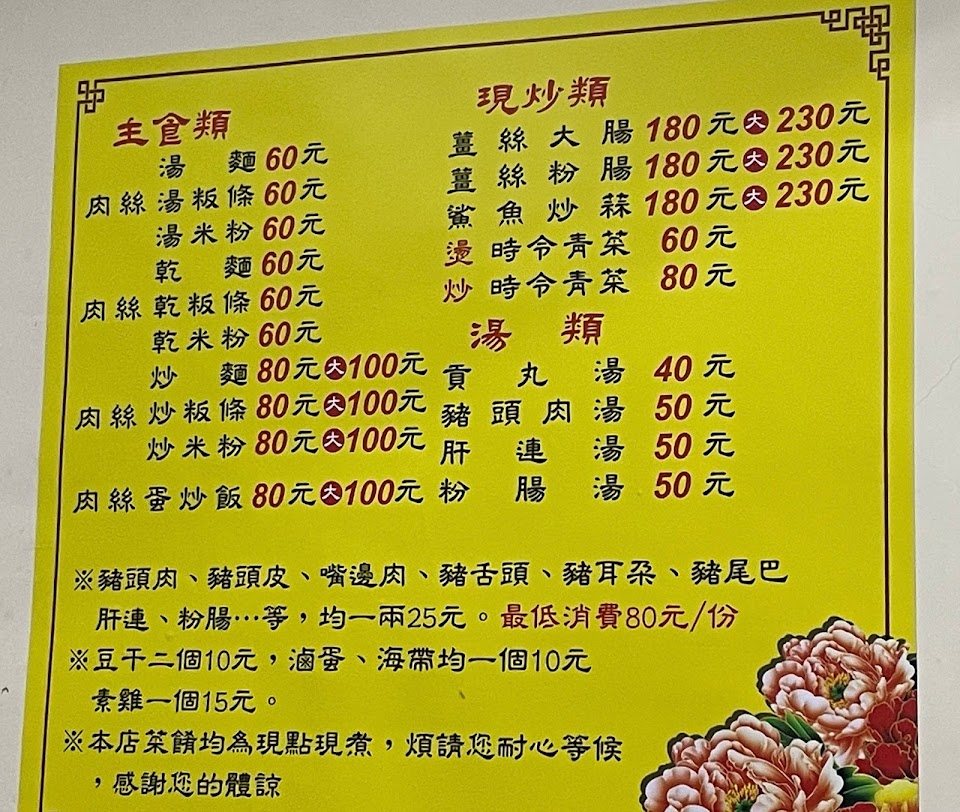 主食類
湯麵60元
肉絲湯粄條60元
湯米粉60元
乾麵60元
肉絲乾粄條60元
乾米粉60元
炒麵80元大100元
肉絲炒粄條80元大100元
炒米粉80元大100元
肉絲蛋炒飯80元大100元
現炒類
薑絲大腸180元大230元
薑絲粉腸180元大230元
鯊魚炒蒜180元大230元
燙時令青菜60元
炒時令青菜80元
湯類
貢丸湯40元
豬頭肉湯50元
肝連湯50元
粉腸湯50元
※豬頭肉、豬頭皮、嘴邊肉、豬舌頭、豬耳朵、豬尾巴
肝連、粉腸…等，均一兩25元。最低消費80元/份
※豆干二個10元，滷蛋、海帶均一個10元
素雞一個15元。
※本店菜餚均為現點現煮，煩請您耐心等候
，感謝您的體諒